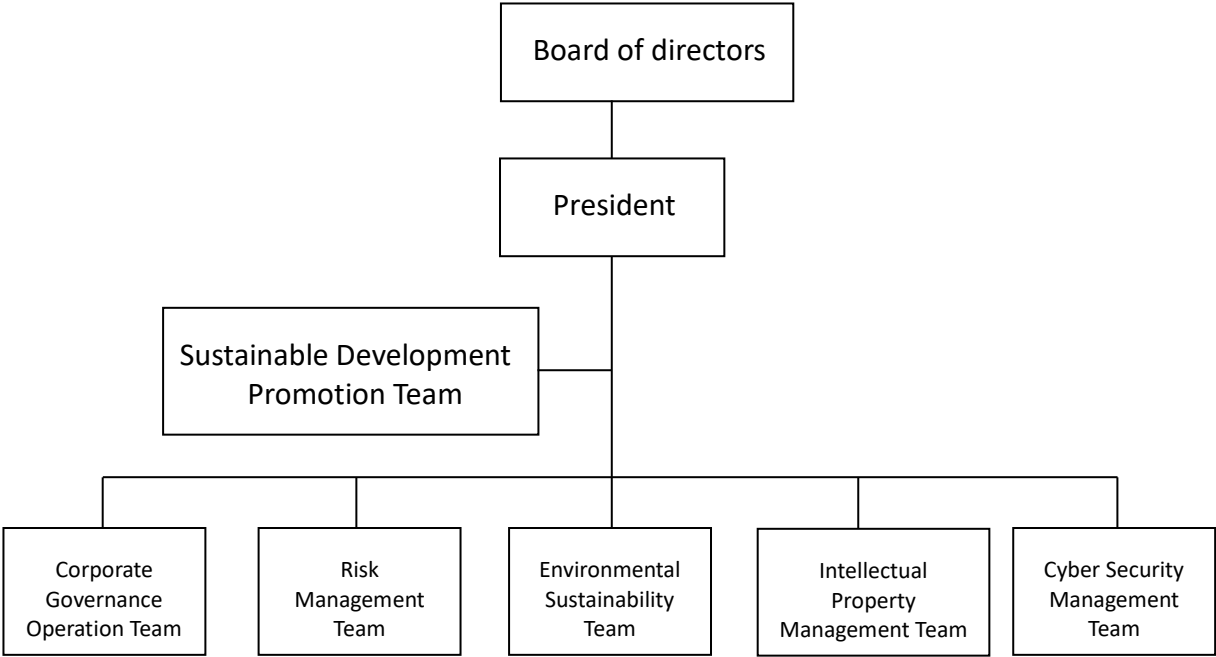 Board of directors
President
Sustainable Development
Promotion Team
Corporate
Governance
Operation Team
Risk
Management
Team
Environmental
Sustainability
Team
Intellectual
Property
Management Team
Cyber Security
Management
Team